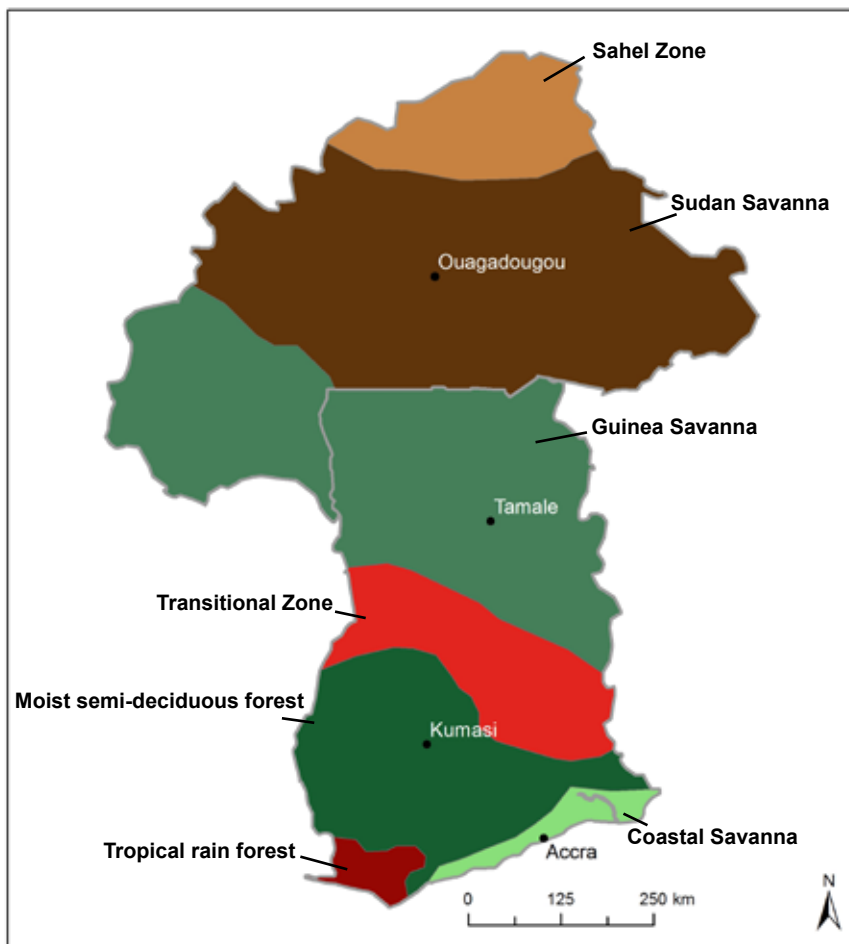 Sahel Zone
Sudan Savanna
Ouagadougou
Guinea Savanna
Tamale
Transitional Zone
Moist semi-deciduous forest
Kumasi
Coastal Savanna
Tropical rain forest
Accra
N
0 125 250 km